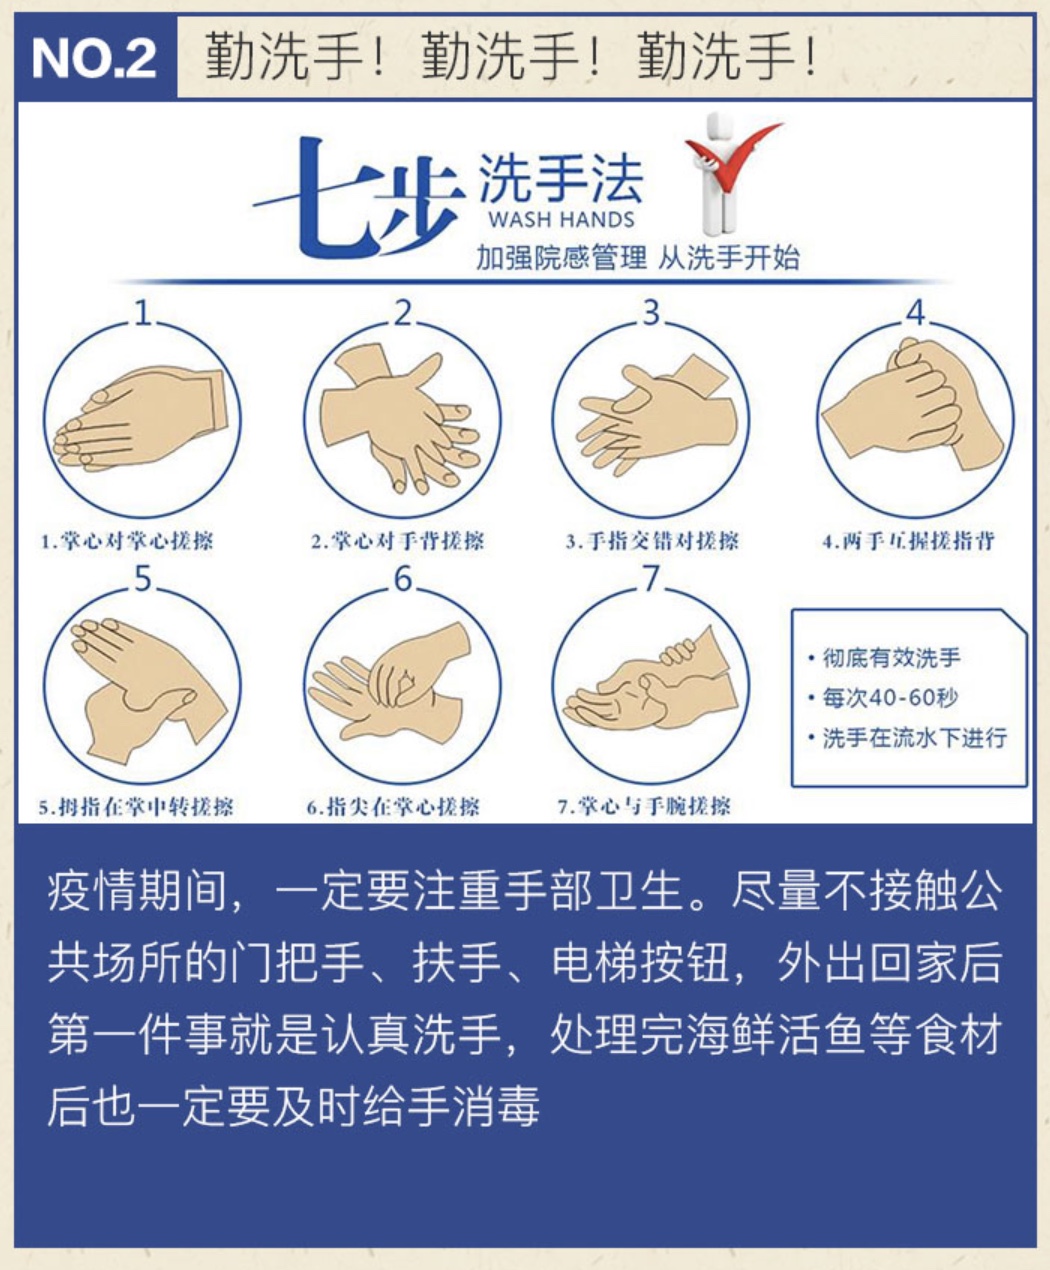 NO.2 勤洗手！勤洗手！勤洗手！
七步 洗手法
WASH HANDS
加强院感管理 从洗手开始
1 2 3 4
1.掌心对掌心搓擦 2.掌心对手背搓擦 3.手指交错对搓擦 4.两手互握搓指背
5 6 7
• 彻底有效洗手
• 每次40-60秒
• 洗手在流水下进行
5.拇指在掌中转搓擦 6.指尖在掌心搓擦 7.掌心与手腕搓擦
疫情期间，一定要注重手部卫生。尽量不接触公
共场所的门把手、扶手、电梯按钮，外出回家后
第一件事就是认真洗手，处理完海鲜活鱼等食材
后也一定要及时给手消毒